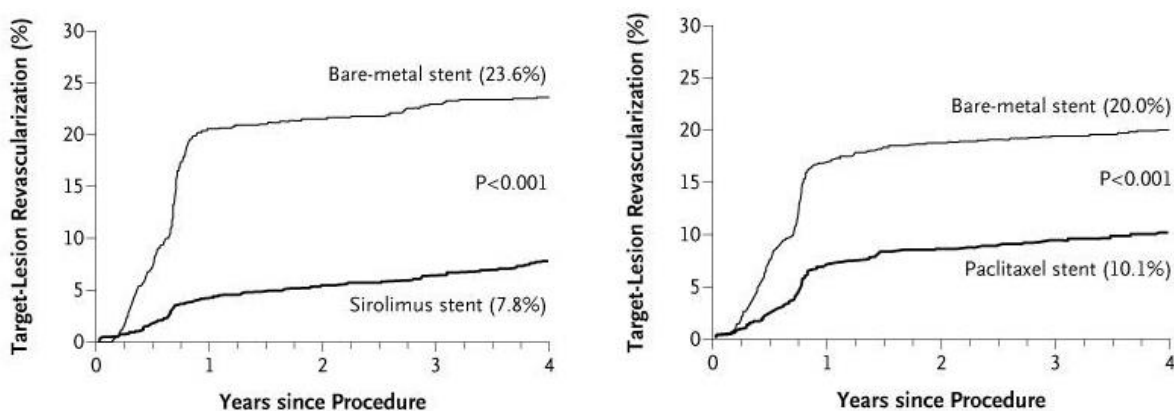 Target-Lesion Revascularization (%)
30
25
20
15
10
5
0
Bare-metal stent (23.6%)
P<0.001
Sirolimus stent (7.8%)
0 1 2 3 4
Years since Procedure
Target-Lesion Revascularization (%)
30
25
20
15
10
5
0
Bare-metal stent (20.0%)
P<0.001
Paclitaxel stent (10.1%)
0 1 2 3 4
Years since Procedure